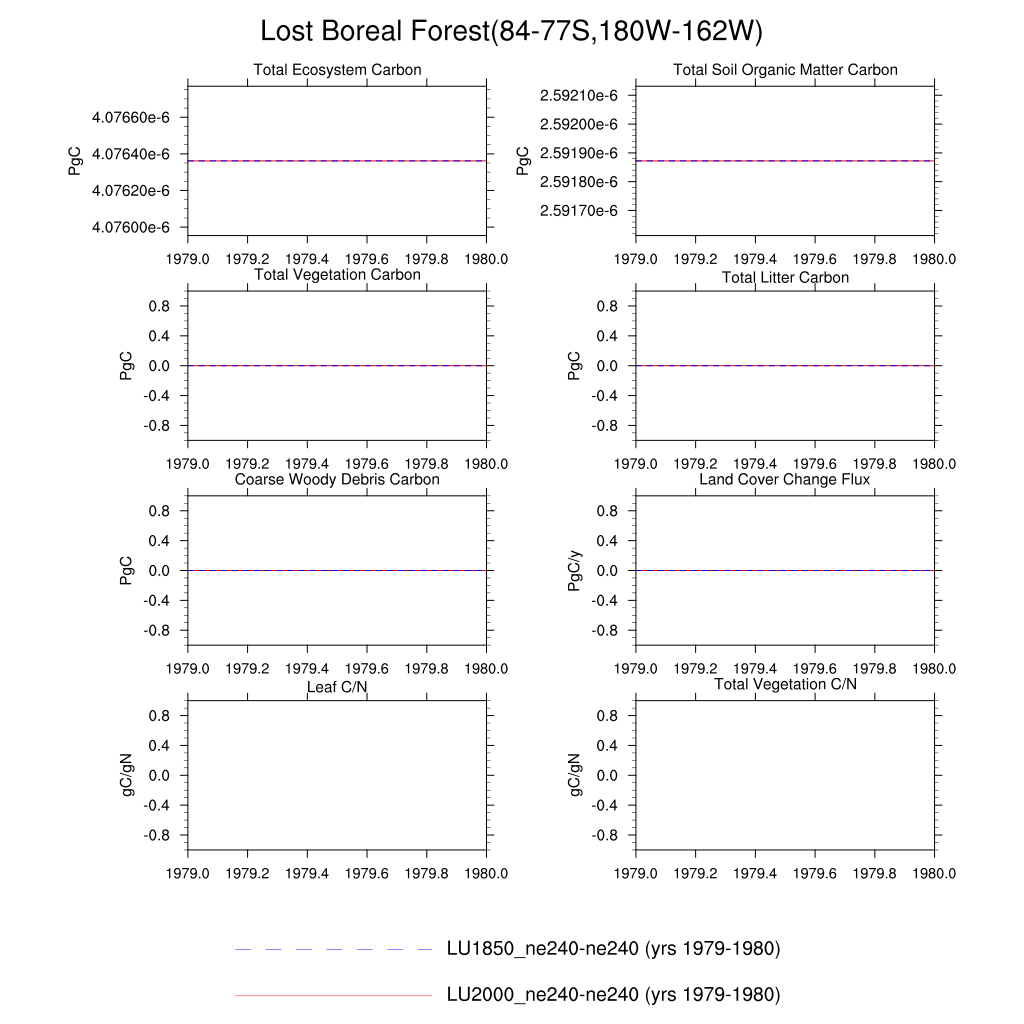 Lost Boreal Forest(84-77S,180W-162W)
Total Ecosystem Carbon
4.07660e-6
4.07640e-6
4.07620e-6
4.07600e-6
PgC
1979.0 1979.2 1979.4 1979.6 1979.8 1980.0
Total Soil Organic Matter Carbon
2.59210e-6
2.59200e-6
2.59190e-6
2.59180e-6
2.59170e-6
PgC
1979.0 1979.2 1979.4 1979.6 1979.8 1980.0
Total Vegetation Carbon
0.8
0.4
0.0
-0.4
-0.8
PgC
1979.0 1979.2 1979.4 1979.6 1979.8 1980.0
Total Litter Carbon
0.8
0.4
0.0
-0.4
-0.8
PgC
1979.0 1979.2 1979.4 1979.6 1979.8 1980.0
Coarse Woody Debris Carbon
0.8
0.4
0.0
-0.4
-0.8
PgC
1979.0 1979.2 1979.4 1979.6 1979.8 1980.0
Land Cover Change Flux
0.8
0.4
0.0
-0.4
-0.8
PgC/y
1979.0 1979.2 1979.4 1979.6 1979.8 1980.0
Leaf C/N
0.8
0.4
0.0
-0.4
-0.8
gC/gN
1979.0 1979.2 1979.4 1979.6 1979.8 1980.0
Total Vegetation C/N
0.8
0.4
0.0
-0.4
-0.8
gC/gN
1979.0 1979.2 1979.4 1979.6 1979.8 1980.0
LU1850_ne240-ne240 (yrs 1979-1980)
LU2000_ne240-ne240 (yrs 1979-1980)